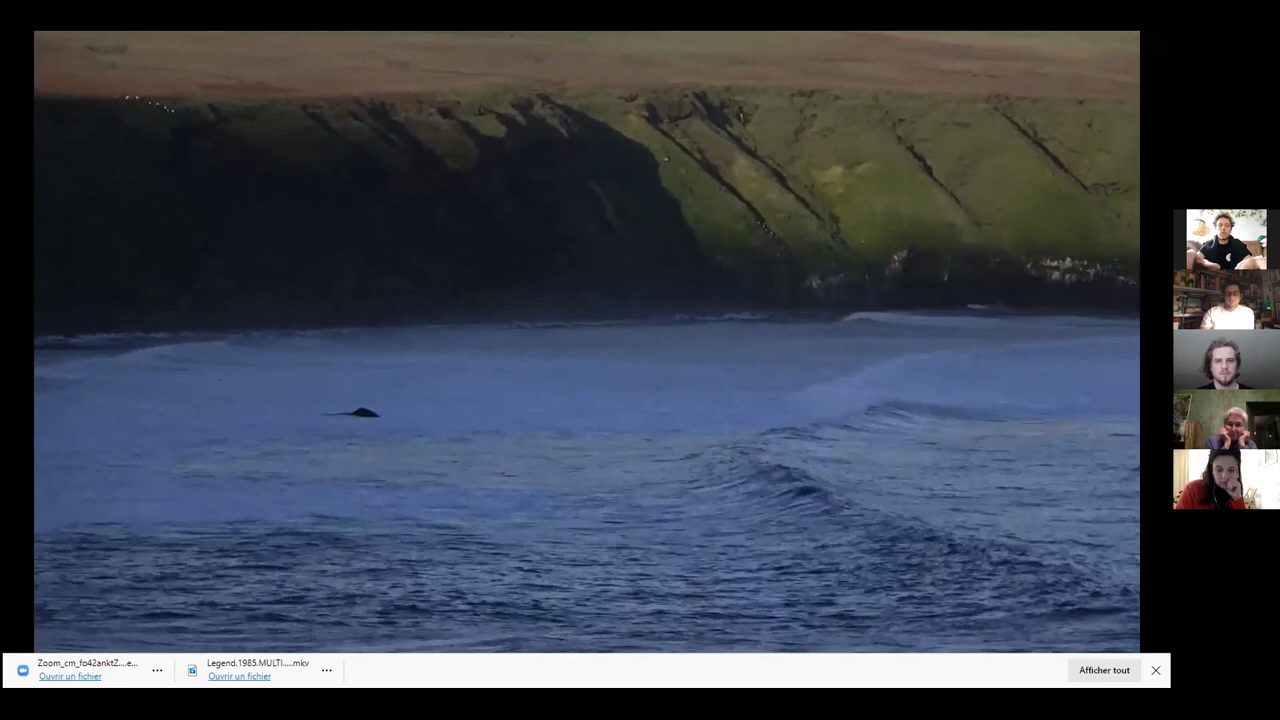 Zoom_cm_fo42anktZ....e...
Ouvrir un fichier
Legend.1985.MULTI.....mkv
Ouvrir un fichier
Afficher tout